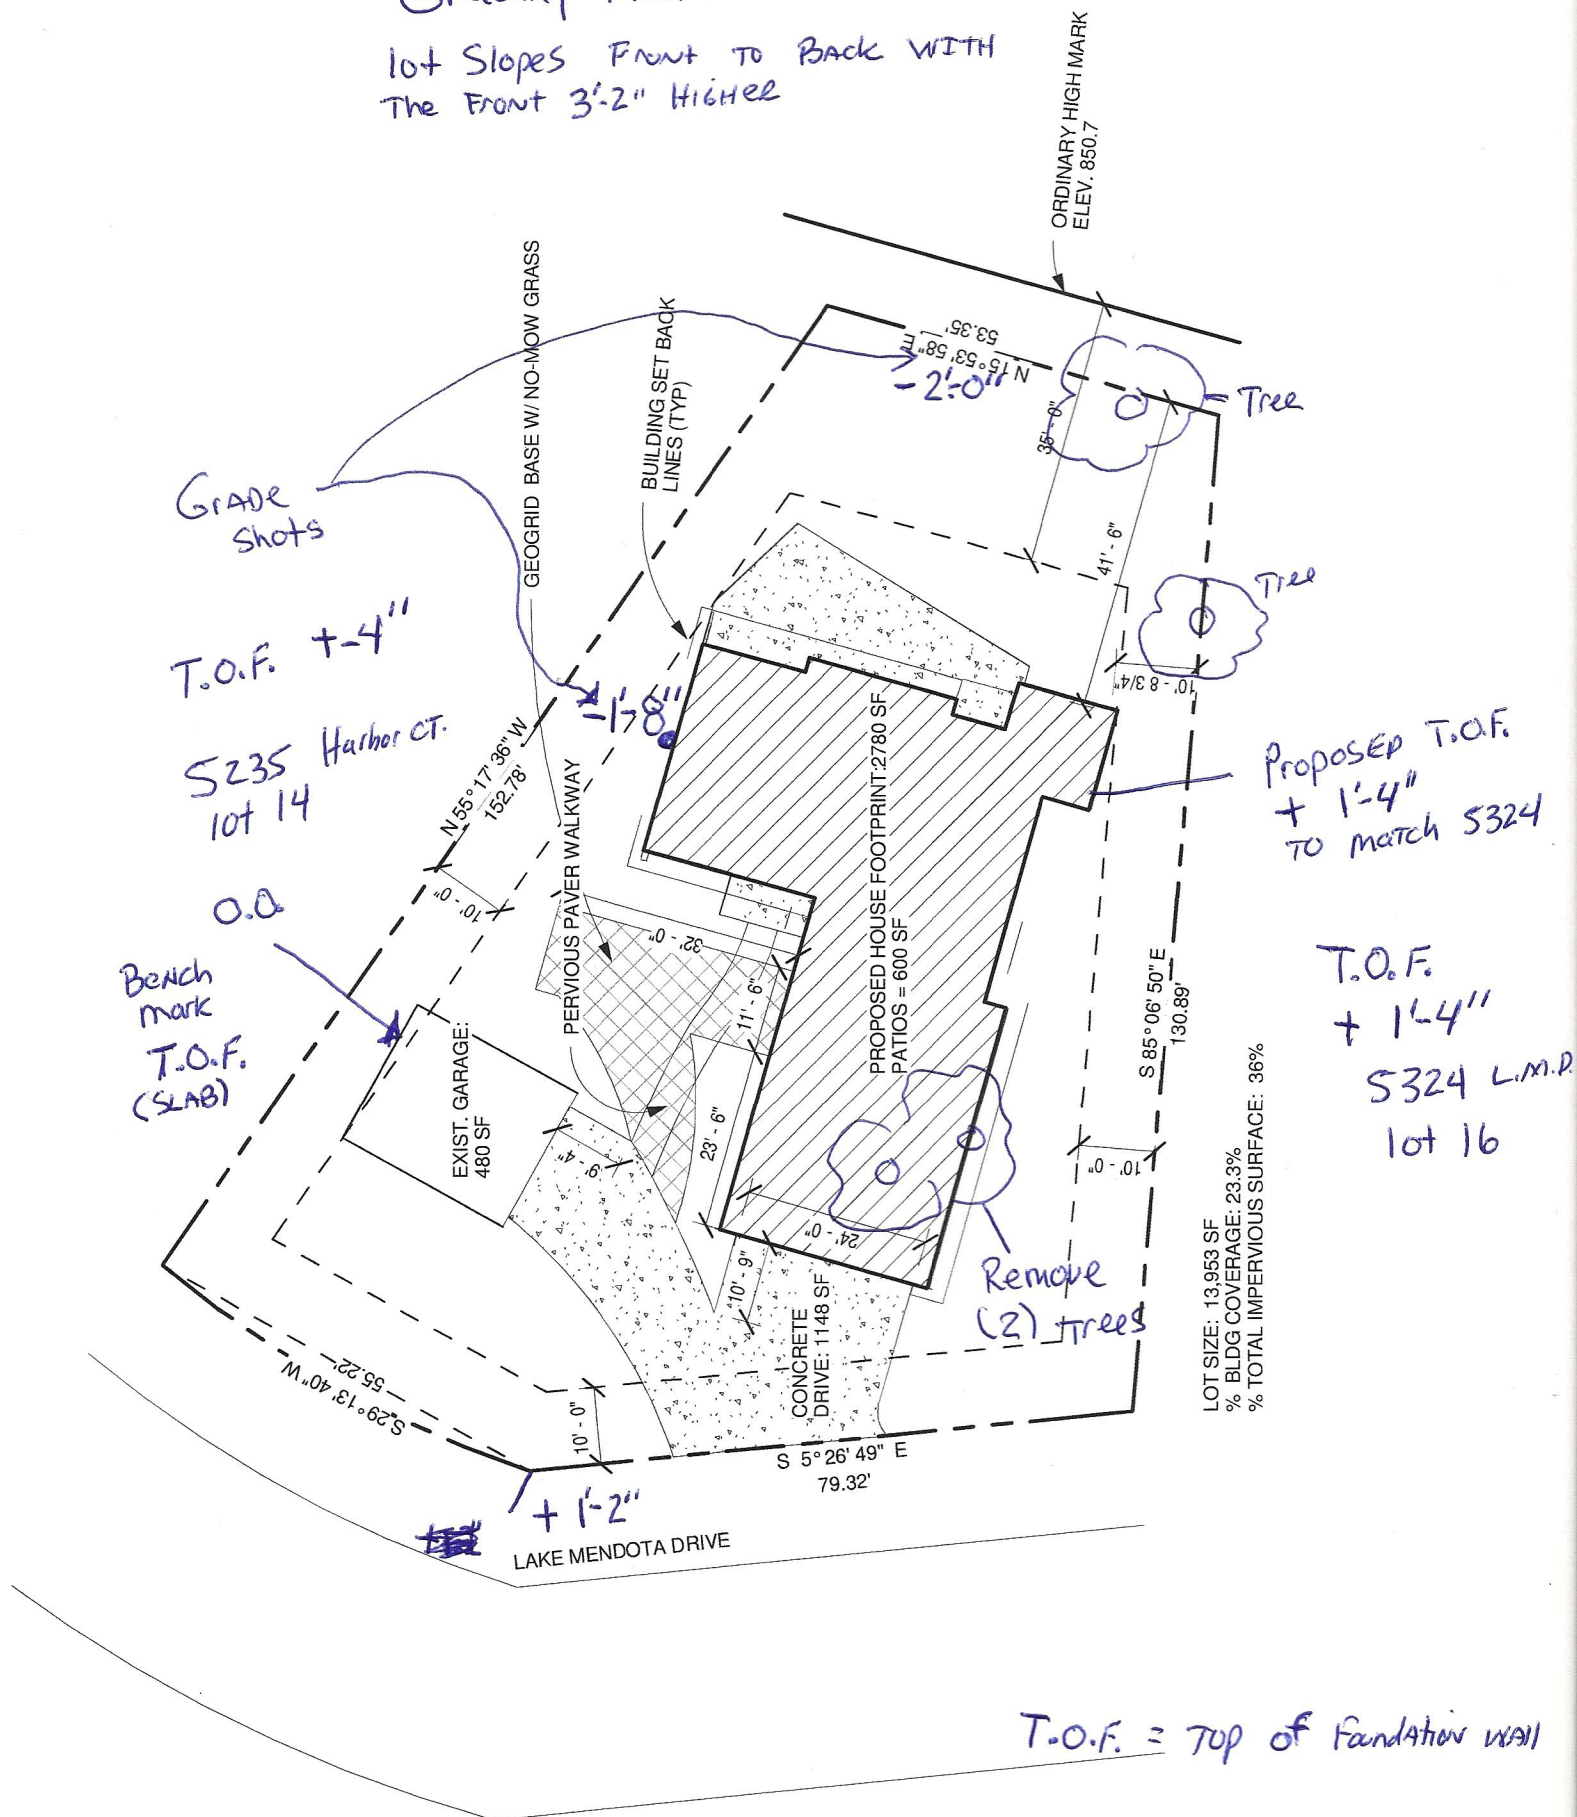 Grading Plan
lot Slopes Front To Back WITH
The Front 3'-2" HIGHER
ORDINARY HIGH MARK
ELEV. 850.7
GEOGRID BASE W/ NO-MOW GRASS
BUILDING SET BACK
LINES (TYP)
N 15° 53' 58" E
53.35'
-2'-0"
35' - 0"
Tree
GRADE
shots
41' - 6"
Tree
10' - 8 3/4"
T.O.F. +-4"
-1'-8"
5235 Harbor CT.
lot 14
N 55° 17' 36" W
152.78'
10' - 0"
PERVIOUS PAVER WALKWAY
PROPOSED HOUSE FOOTPRINT:2780 SF
PATIOS = 600 SF
Proposed T.O.F.
+ 1'-4"
TO match 5324
0.0
Bench
mark
T.O.F.
(SLAB)
32' - 0"
11' - 6"
EXIST. GARAGE:
480 SF
9' - 4"
23' - 6"
24' - 0"
10' - 9"
S 85° 06' 50" E
130.89'
10' - 0"
T.O.F.
+ 1'-4"
5324 L.M.D.
lot 16
Remove
(2) trees
CONCRETE
DRIVE: 1148 SF
LOT SIZE: 13,953 SF
% BLDG COVERAGE: 23.3%
% TOTAL IMPERVIOUS SURFACE: 36%
S 29° 13' 40" W
55.22'
10' - 0"
S 5° 26' 49" E
79.32'
+ 1'-2"
LAKE MENDOTA DRIVE
T.O.F. = TOP of Foundation wall